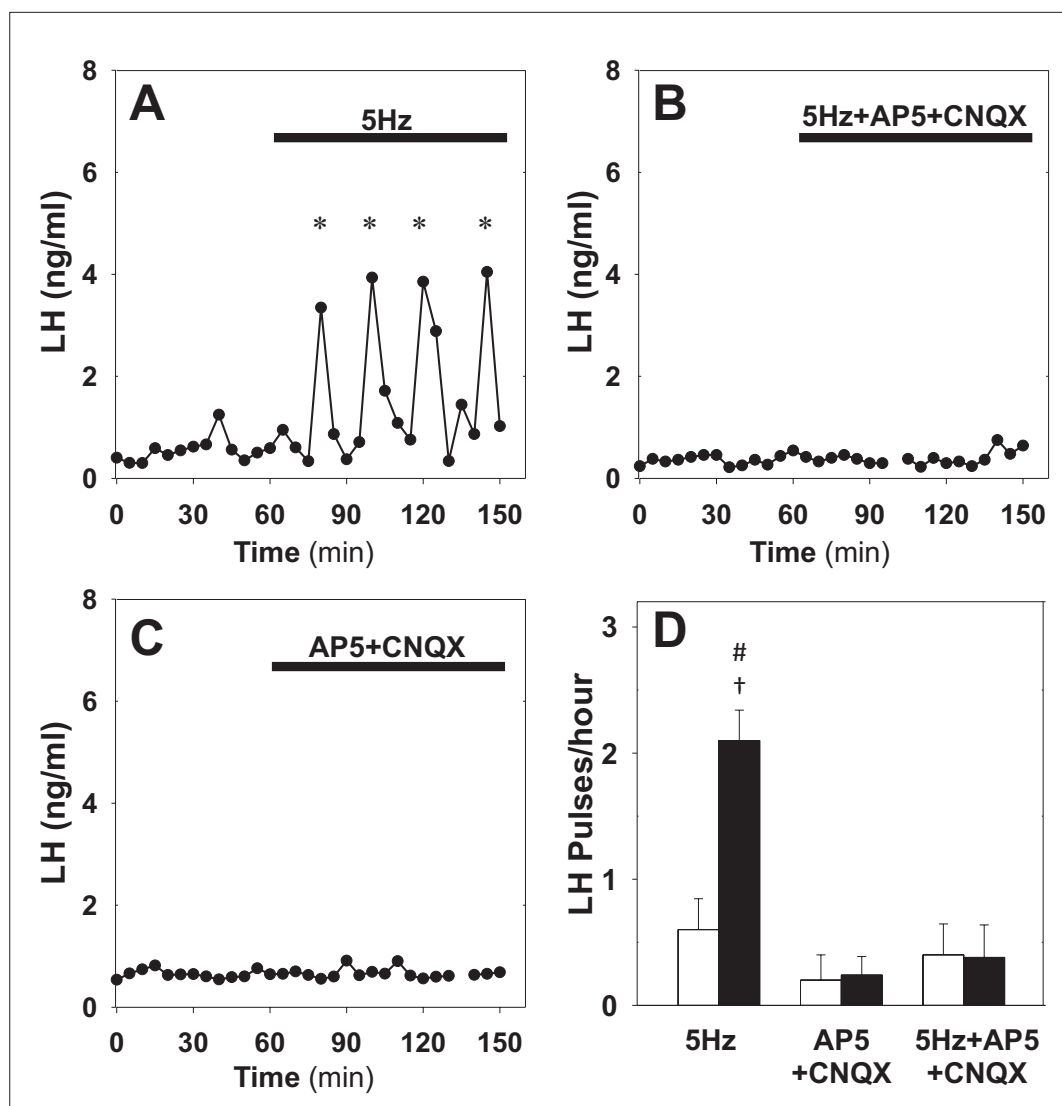 A
5Hz
8
6
4
2
0
LH (ng/ml)
* * * *
0 30 60 90 120 150
Time (min)
B
5Hz+AP5+CNQX
8
6
4
2
0
LH (ng/ml)
0 30 60 90 120 150
Time (min)
C
AP5+CNQX
8
6
4
2
0
LH (ng/ml)
0 30 60 90 120 150
Time (min)
D
3
2
1
0
LH Pulses/hour
#
†
5Hz
AP5
+CNQX
5Hz+AP5
+CNQX